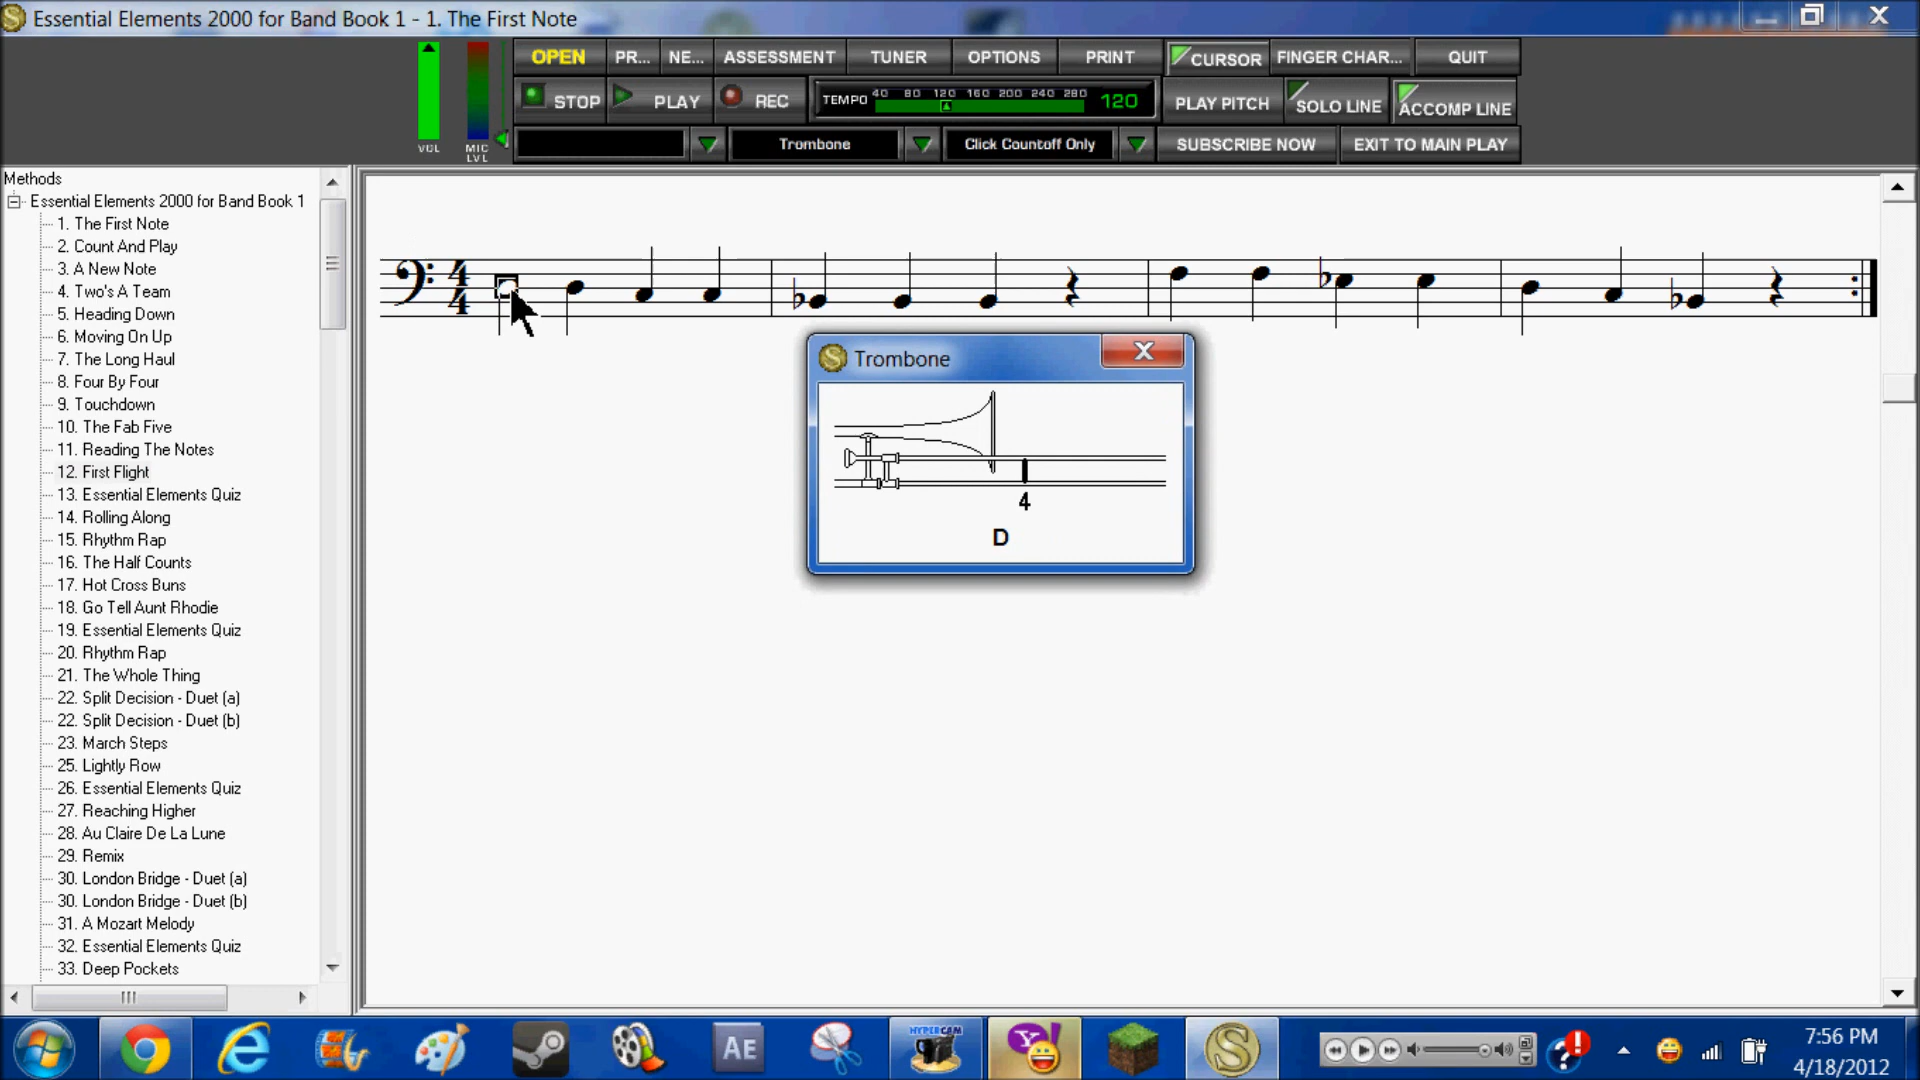 Essential Elements 2000 for Band Book 1 - 1. The First Note
OPEN PR... NE... ASSESSMENT TUNER OPTIONS PRINT CURSOR FINGER CHAR... QUIT
STOP PLAY REC TEMPO 40 80 120 160 200 240 280 120 PLAY PITCH SOLO LINE ACCOMP LINE
VOL MIC LVL Trombone Click Countoff Only SUBSCRIBE NOW EXIT TO MAIN PLAY
Methods
Essential Elements 2000 for Band Book 1
1. The First Note
2. Count And Play
3. A New Note
4. Two's A Team
5. Heading Down
6. Moving On Up
7. The Long Haul
8. Four By Four
9. Touchdown
10. The Fab Five
11. Reading The Notes
12. First Flight
13. Essential Elements Quiz
14. Rolling Along
15. Rhythm Rap
16. The Half Counts
17. Hot Cross Buns
18. Go Tell Aunt Rhodie
19. Essential Elements Quiz
20. Rhythm Rap
21. The Whole Thing
22. Split Decision - Duet (a)
22. Split Decision - Duet (b)
23. March Steps
25. Lightly Row
26. Essential Elements Quiz
27. Reaching Higher
28. Au Claire De La Lune
29. Remix
30. London Bridge - Duet (a)
30. London Bridge - Duet (b)
31. A Mozart Melody
32. Essential Elements Quiz
33. Deep Pockets
4
4
Trombone
4
D
AE
HYPERCAM
Y!
7:56 PM
4/18/2012